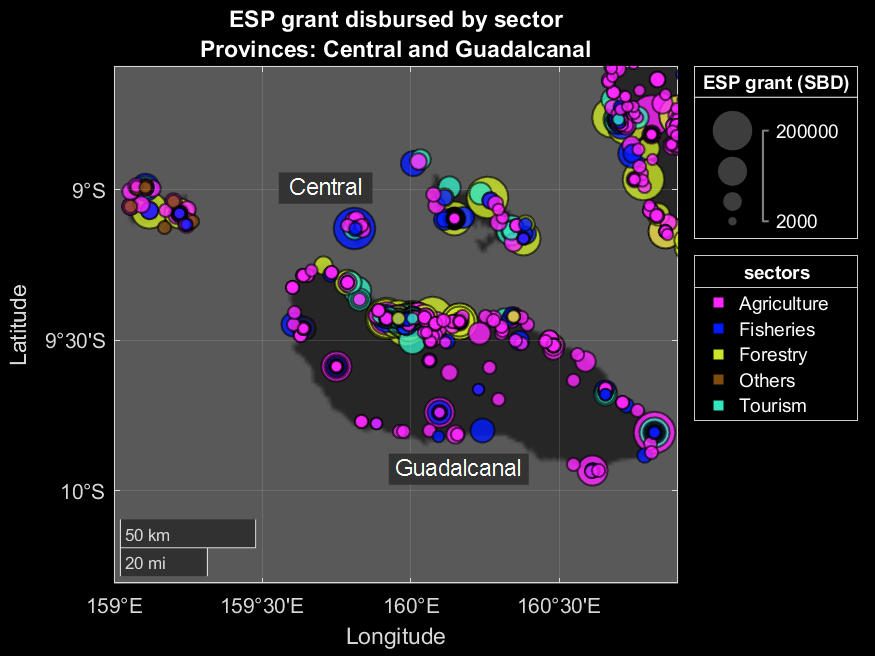 ESP grant disbursed by sector
Provinces: Central and Guadalcanal
ESP grant (SBD)
200000
2000
sectors
Agriculture
Fisheries
Forestry
Others
Tourism
Central
Guadalcanal
Latitude
9°S
9°30'S
10°S
50 km
20 mi
159°E
159°30'E
160°E
160°30'E
Longitude